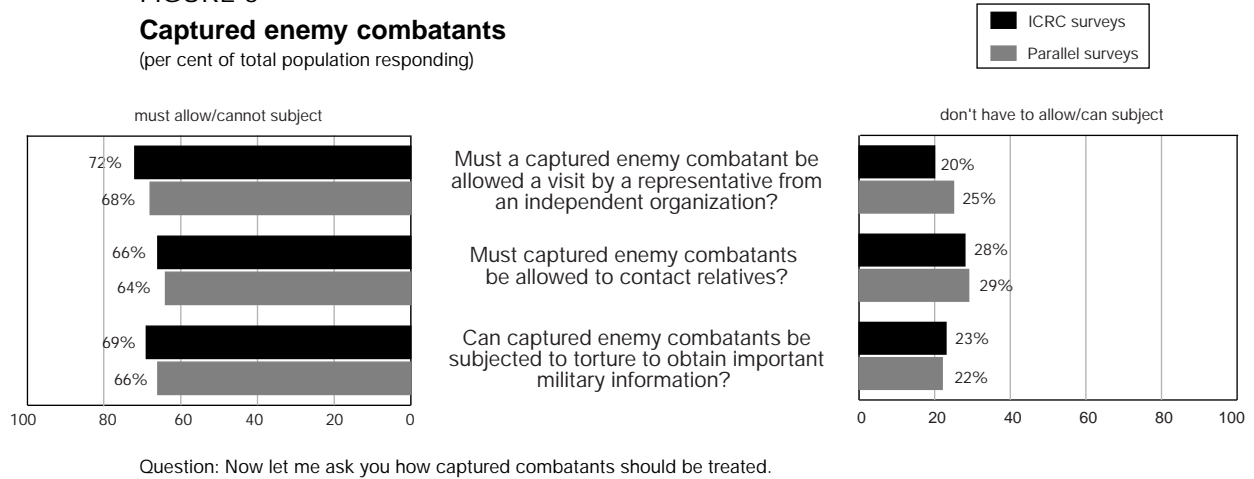 Captured enemy combatants
(per cent of total population responding)
ICRC surveys
Parallel surveys
must allow/cannot subject
don't have to allow/can subject
72%
68%
66%
64%
69%
66%
100 80 60 40 20 0
Must a captured enemy combatant be
allowed a visit by a representative from
an independent organization?
Must captured enemy combatants
be allowed to contact relatives?
Can captured enemy combatants be
subjected to torture to obtain important
military information?
20%
25%
28%
29%
23%
22%
0 20 40 60 80 100
Question: Now let me ask you how captured combatants should be treated.